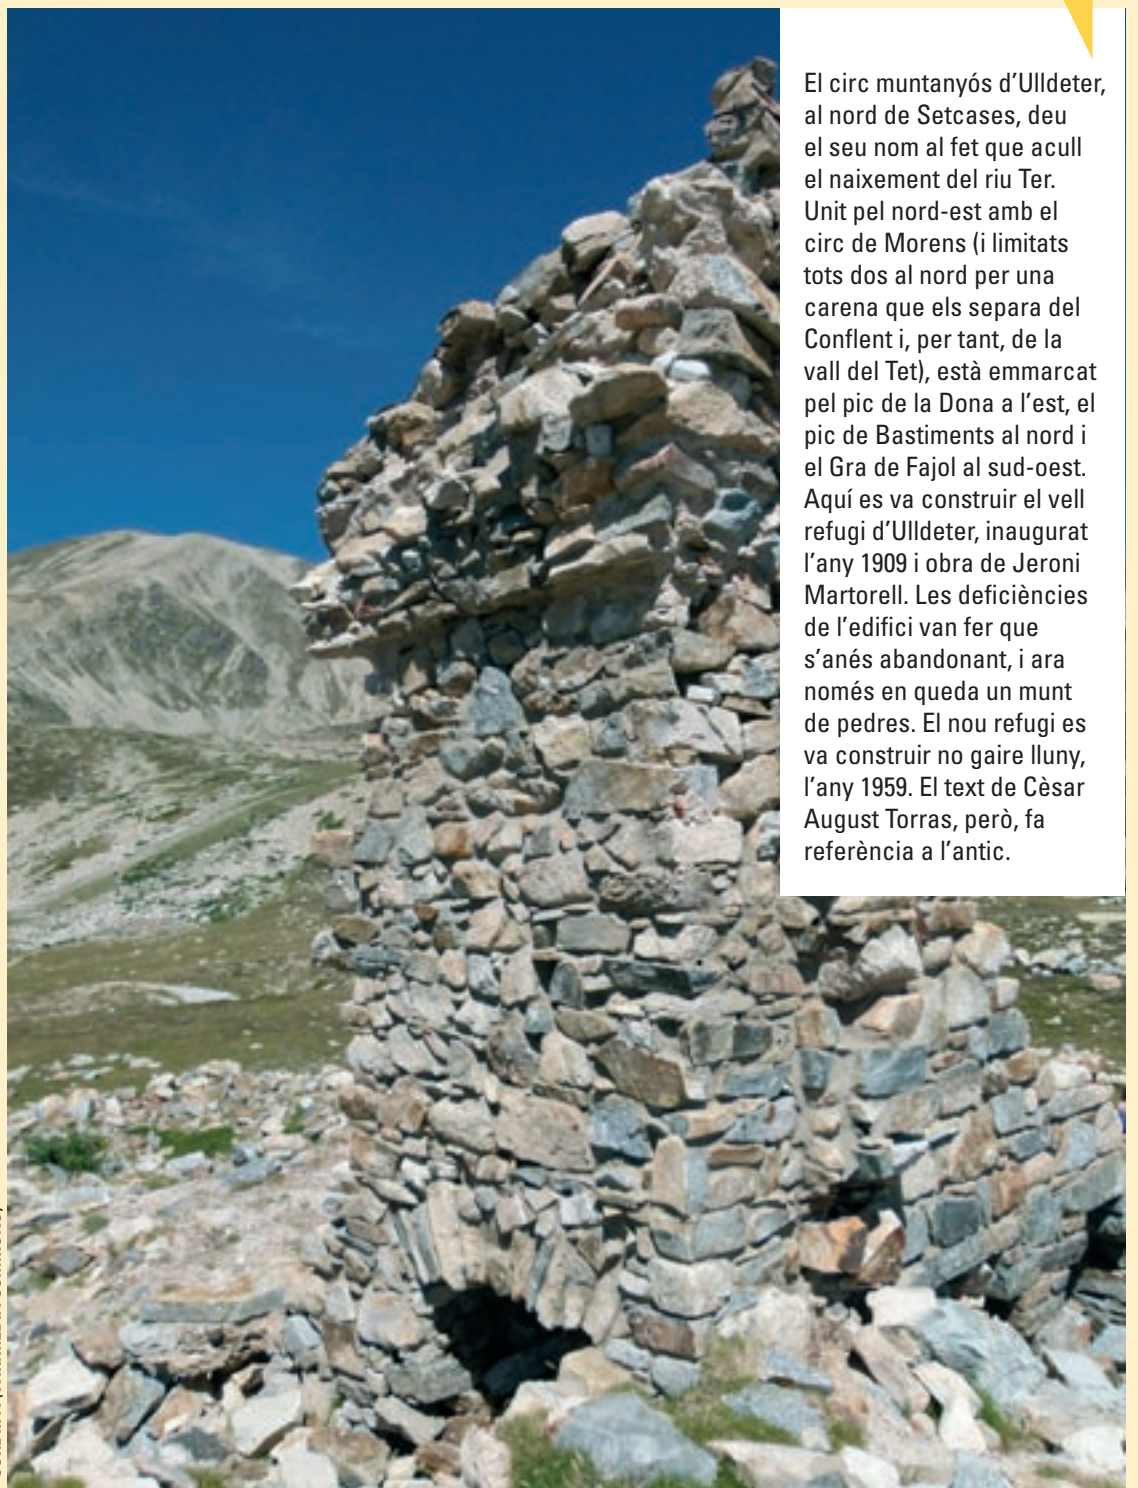 El circ muntanyós d’Ulldeter,
al nord de Setcases, deu
el seu nom al fet que acull
el naixement del riu Ter.
Unit pel nord-est amb el
circ de Morens (i limitats
tots dos al nord per una
carena que els separa del
Conflent i, per tant, de la
vall del Tet), està emmarcat
pel pic de la Dona a l’est, el
pic de Bastiments al nord i
el Gra de Fajol al sud-oest.
Aquí es va construir el vell
refugi d’Ulldeter, inaugurat
l’any 1909 i obra de Jeroni
Martorell. Les deficiències
de l’edifici van fer que
s’anés abandonant, i ara
només en queda un munt
de pedres. El nou refugi es
va construir no gaire lluny,
l’any 1959. El text de Cèsar
August Torras, però, fa
referència a l’antic.